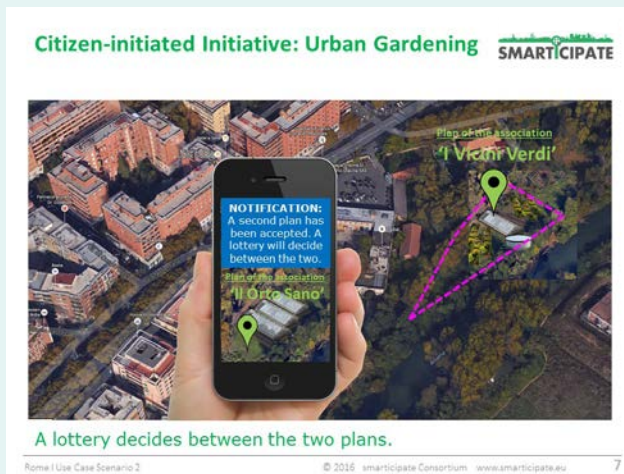 Citizen-initiated Initiative: Urban Gardening
SMARTICIPATE
Plan of the association
'I Vicini Verdi'
NOTIFICATION:
A second plan has
been accepted. A
lottery will decide
between the two.
Plan of the association
'Il Orto Sano'
A lottery decides between the two plans.
Rome I Use Case Scenario 2
© 2016 smarticipate Consortium www.smarticipate.eu
7